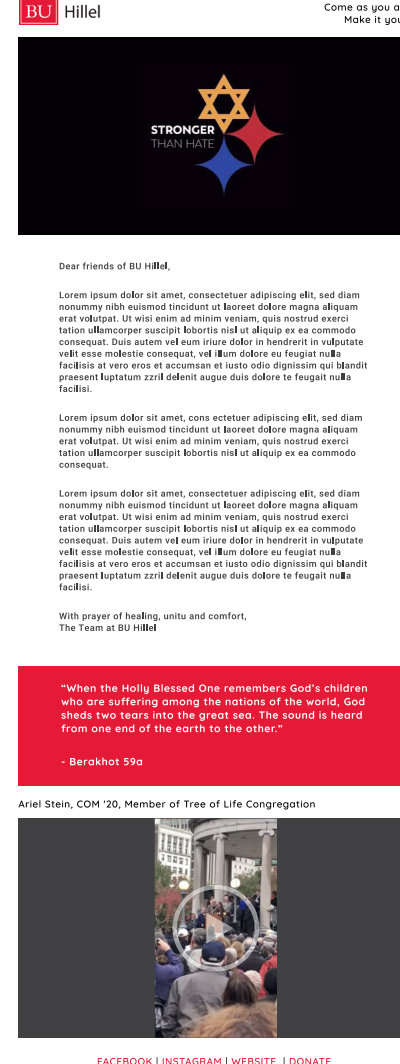 BU Hillel
Come as you a
Make it you
STRONGER
THAN HATE
Dear friends of BU Hillel,
Lorem ipsum dolor sit amet, consectetuer adipiscing elit, sed diam
nonummy nibh euismod tincidunt ut laoreet dolore magna aliquam
erat volutpat. Ut wisi enim ad minim veniam, quis nostrud exerci
tation ullamcorper suscipit lobortis nisl ut aliquip ex ea commodo
consequat. Duis autem vel eum iriure dolor in hendrerit in vulputate
velit esse molestie consequat, vel illum dolore eu feugiat nulla
facilisis at vero eros et accumsan et iusto odio dignissim qui blandit
praesent luptatum zzril delenit augue duis dolore te feugait nulla
facilisi.
Lorem ipsum dolor sit amet, cons ectetuer adipiscing elit, sed diam
nonummy nibh euismod tincidunt ut laoreet dolore magna aliquam
erat volutpat. Ut wisi enim ad minim veniam, quis nostrud exerci
tation ullamcorper suscipit lobortis nisl ut aliquip ex ea commodo
consequat.
Lorem ipsum dolor sit amet, consectetuer adipiscing elit, sed diam
nonummy nibh euismod tincidunt ut laoreet dolore magna aliquam
erat volutpat. Ut wisi enim ad minim veniam, quis nostrud exerci
tation ullamcorper suscipit lobortis nisl ut aliquip ex ea commodo
consequat. Duis autem vel eum iriure dolor in hendrerit in vulputate
velit esse molestie consequat, vel illum dolore eu feugiat nulla
facilisis at vero eros et accumsan et iusto odio dignissim qui blandit
praesent luptatum zzril delenit augue duis dolore te feugait nulla
facilisi.
With prayer of healing, unitu and comfort,
The Team at BU Hillel
“When the Holly Blessed One remembers God's children
who are suffering among the nations of the world, God
sheds two tears into the great sea. The sound is heard
from one end of the earth to the other.”
- Berakhot 59a
Ariel Stein, COM '20, Member of Tree of Life Congregation
FACEBOOK | INSTAGRAM | WEBSITE | DONATE